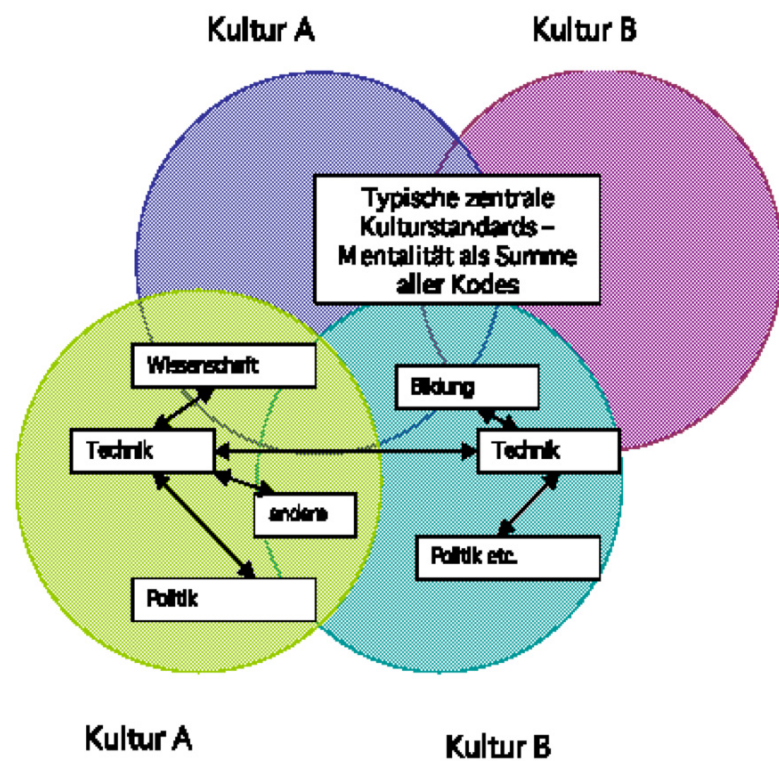 Kultur A
Kultur B
Typische zentrale
Kulturstandards –
Mentalität als Summe
aller Kodes
Wissenschaft
Bildung
Technik
Technik
andere
Politik etc.
Politik
Kultur A
Kultur B